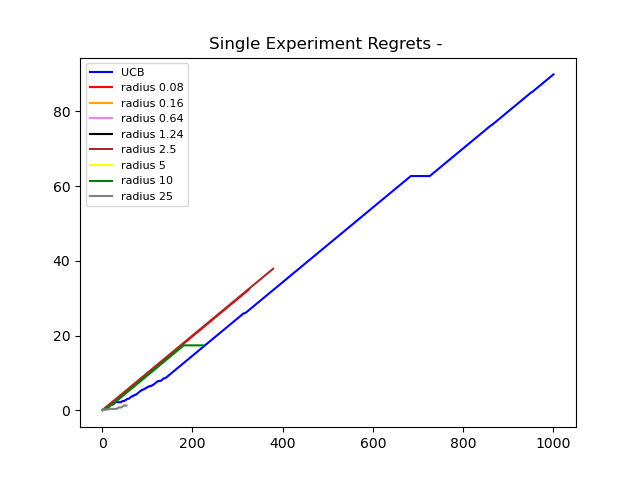 Single Experiment Regrets -
UCB
radius 0.08
radius 0.16
radius 0.64
radius 1.24
radius 2.5
radius 5
radius 10
radius 25
80
60
40
20
0
0 200 400 600 800 1000